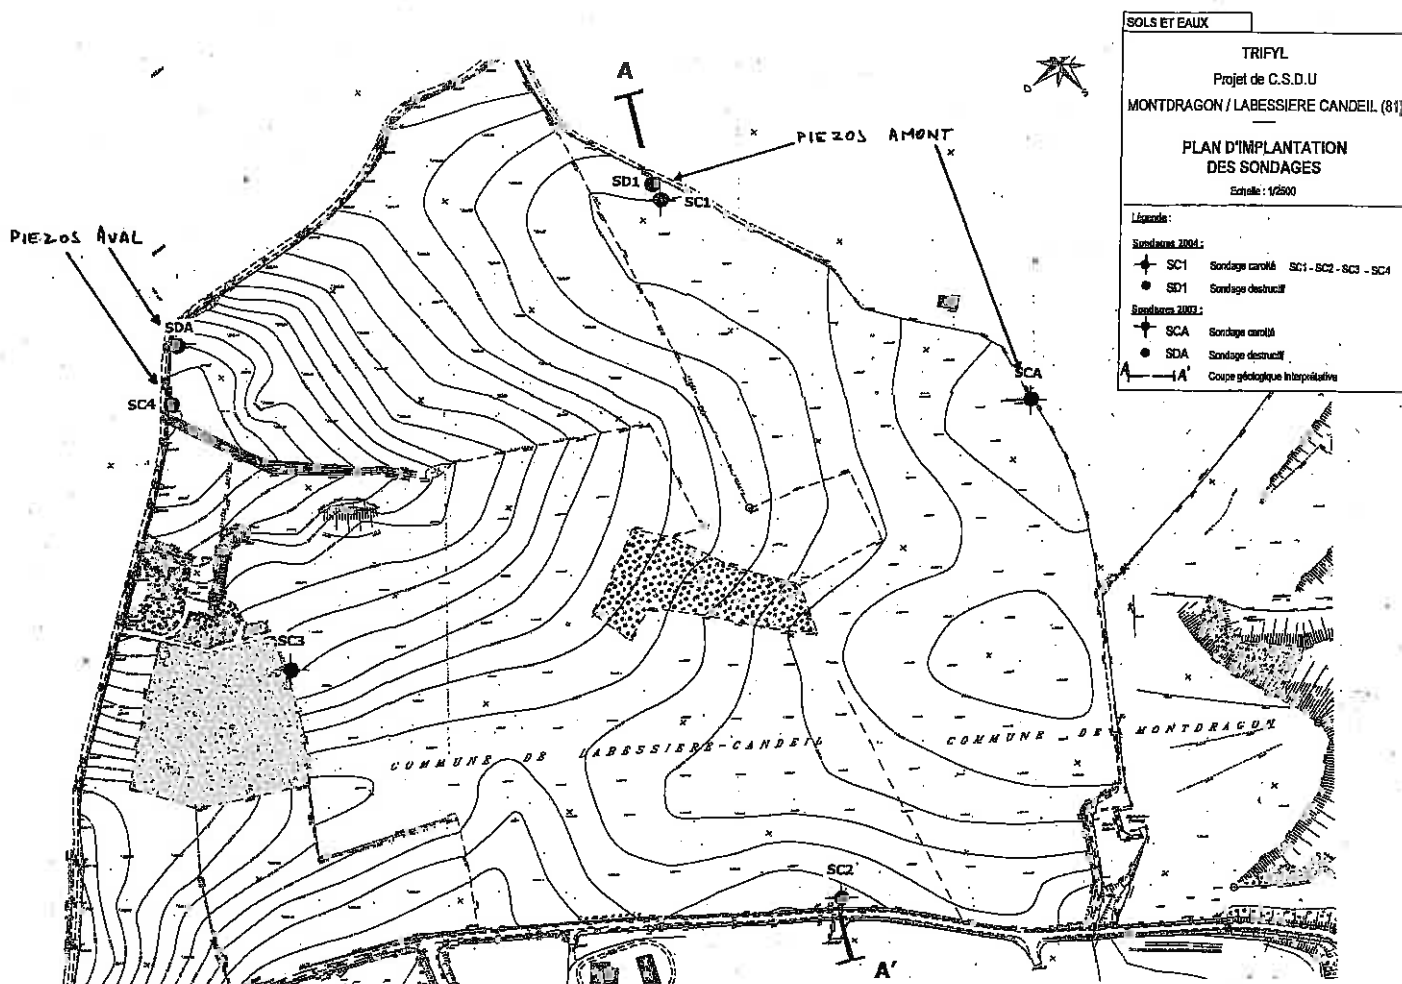 SOLS ET EAUX
TRIFYL
Projet de C.S.D.U
MONTDRAGON / LABESSIERE CANDEIL (81)
PLAN D'IMPLANTATION
DES SONDAGES
Echelle : 1/2500
Légende :
Sondages 2004 :
SC1 Sondage carotté SC1 - SC2 - SC3 - SC4
SD1 Sondage destructif
Sondages 2003 :
SCA Sondage carotté
SDA Sondage destructif
A A' Coupe géologique interprétative
O
S
A
PIEZOS AMONT
SD1
SC1
PIEZOS AVAL
SDA
SCA
SC4
SC3
COMMUNE DE LABESSIERE-CANDEIL
COMMUNE DE MONTDRAGON
SC2
A'